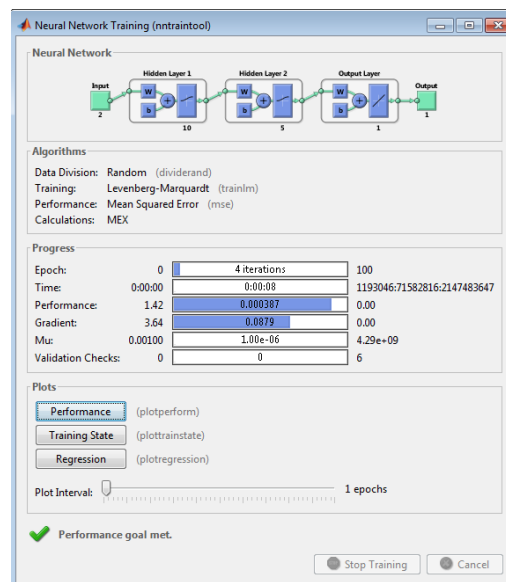 Neural Network Training (nntraintool)
Neural Network
Hidden Layer 1 Hidden Layer 2 Output Layer
Input Output
W W W
b b b
2 10 5 1 1
Algorithms
Data Division: Random (dividerand)
Training: Levenberg-Marquardt (trainlm)
Performance: Mean Squared Error (mse)
Calculations: MEX
Progress
Epoch: 0 4 iterations 100
Time: 0:00:00 0:00:08 1193046:71582816:2147483647
Performance: 1.42 0.000387 0.00
Gradient: 3.64 0.0879 0.00
Mu: 0.00100 1.00e-06 4.29e+09
Validation Checks: 0 0 6
Plots
Performance (plotperform)
Training State (plottrainstate)
Regression (plotregression)
Plot Interval: 1 epochs
Performance goal met.
Stop Training Cancel